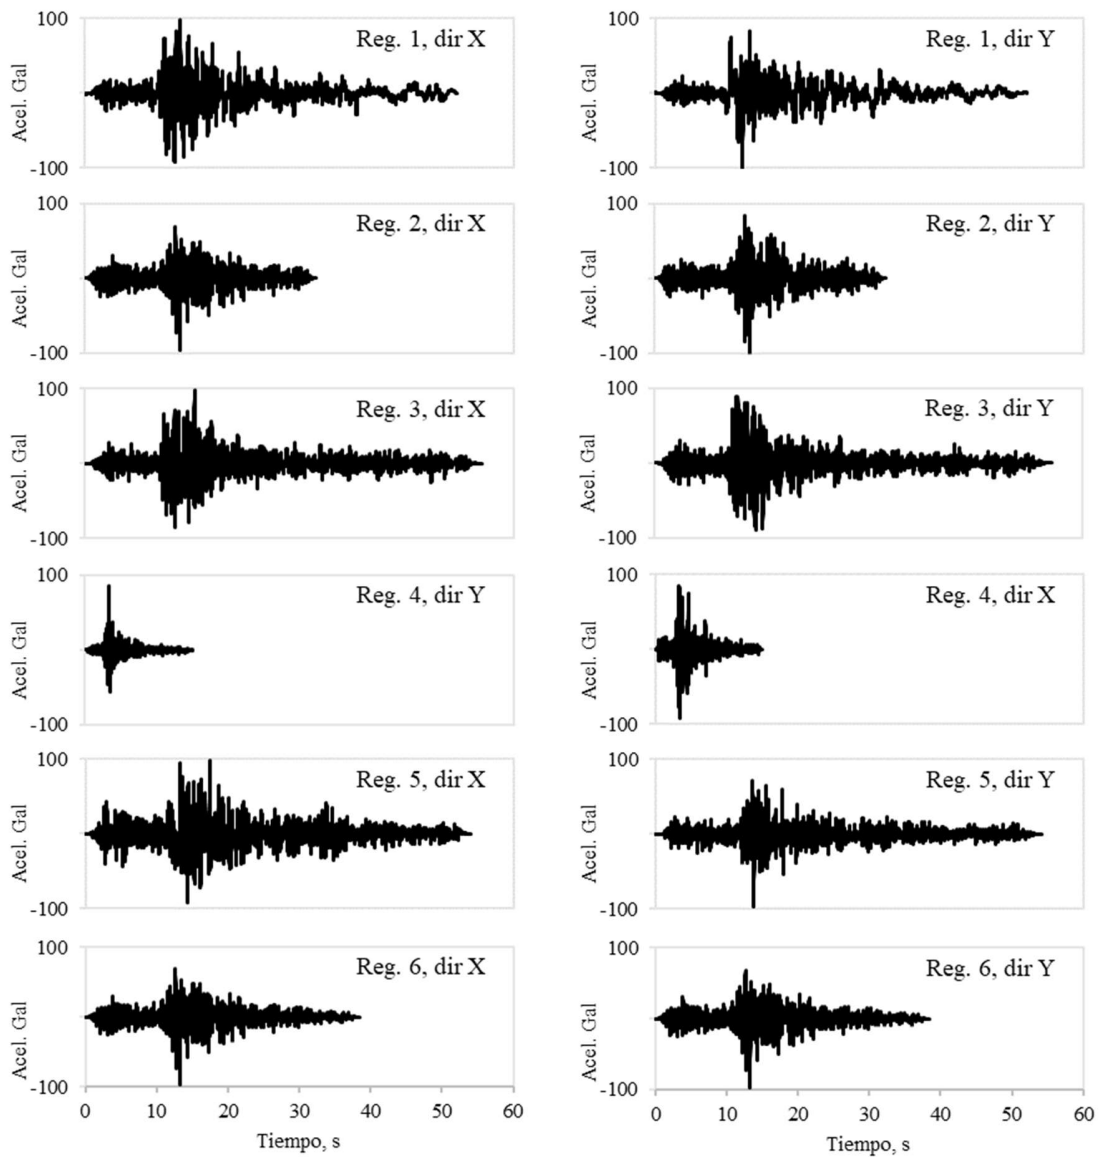 100
Acel. Gal
-100
Reg. 1, dir X
100
Acel. Gal
-100
Reg. 1, dir Y
100
Acel. Gal
-100
Reg. 2, dir X
100
Acel. Gal
-100
Reg. 2, dir Y
100
Acel. Gal
-100
Reg. 3, dir X
100
Acel. Gal
-100
Reg. 3, dir Y
100
Acel. Gal
-100
Reg. 4, dir Y
100
Acel. Gal
-100
Reg. 4, dir X
100
Acel. Gal
-100
Reg. 5, dir X
100
Acel. Gal
-100
Reg. 5, dir Y
100
Acel. Gal
-100
Reg. 6, dir X
0 10 20 30 40 50 60
Tiempo, s
100
Acel. Gal
-100
Reg. 6, dir Y
0 10 20 30 40 50 60
Tiempo, s